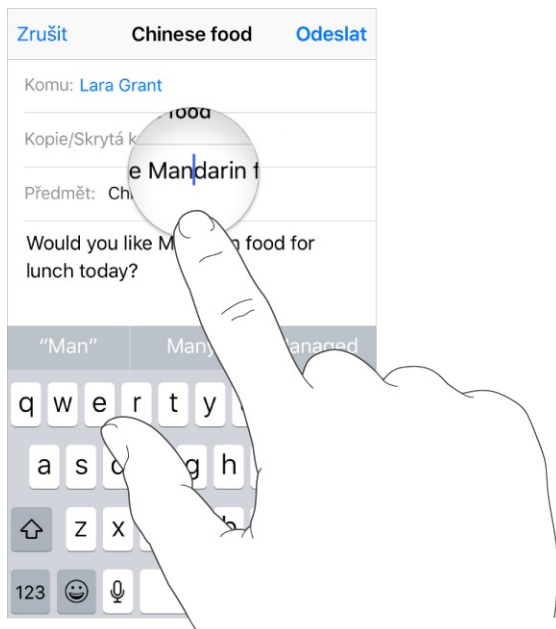 Zrušit Chinese food Odeslat
Komu: Lara Grant
food
Kopie/Skrytá k
e Mandarin f
Předmět: Ch
Would you like M n food for
lunch today?
“Man” Many anaged
q w e r t y
a s d g h
z x b
123